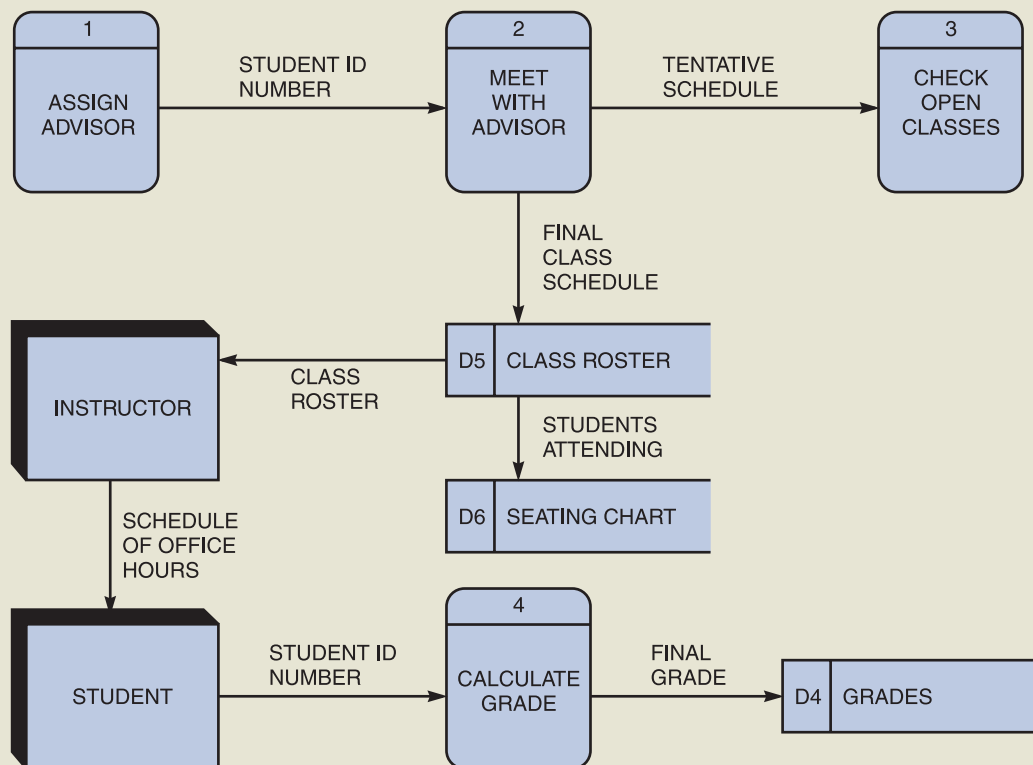 1
ASSIGN
ADVISOR
STUDENT ID
NUMBER
2
MEET
WITH
ADVISOR
TENTATIVE
SCHEDULE
3
CHECK
OPEN
CLASSES
FINAL
CLASS
SCHEDULE
INSTRUCTOR
CLASS
ROSTER
D5
CLASS ROSTER
STUDENTS
ATTENDING
D6
SEATING CHART
SCHEDULE
OF OFFICE
HOURS
STUDENT
STUDENT ID
NUMBER
4
CALCULATE
GRADE
FINAL
GRADE
D4
GRADES